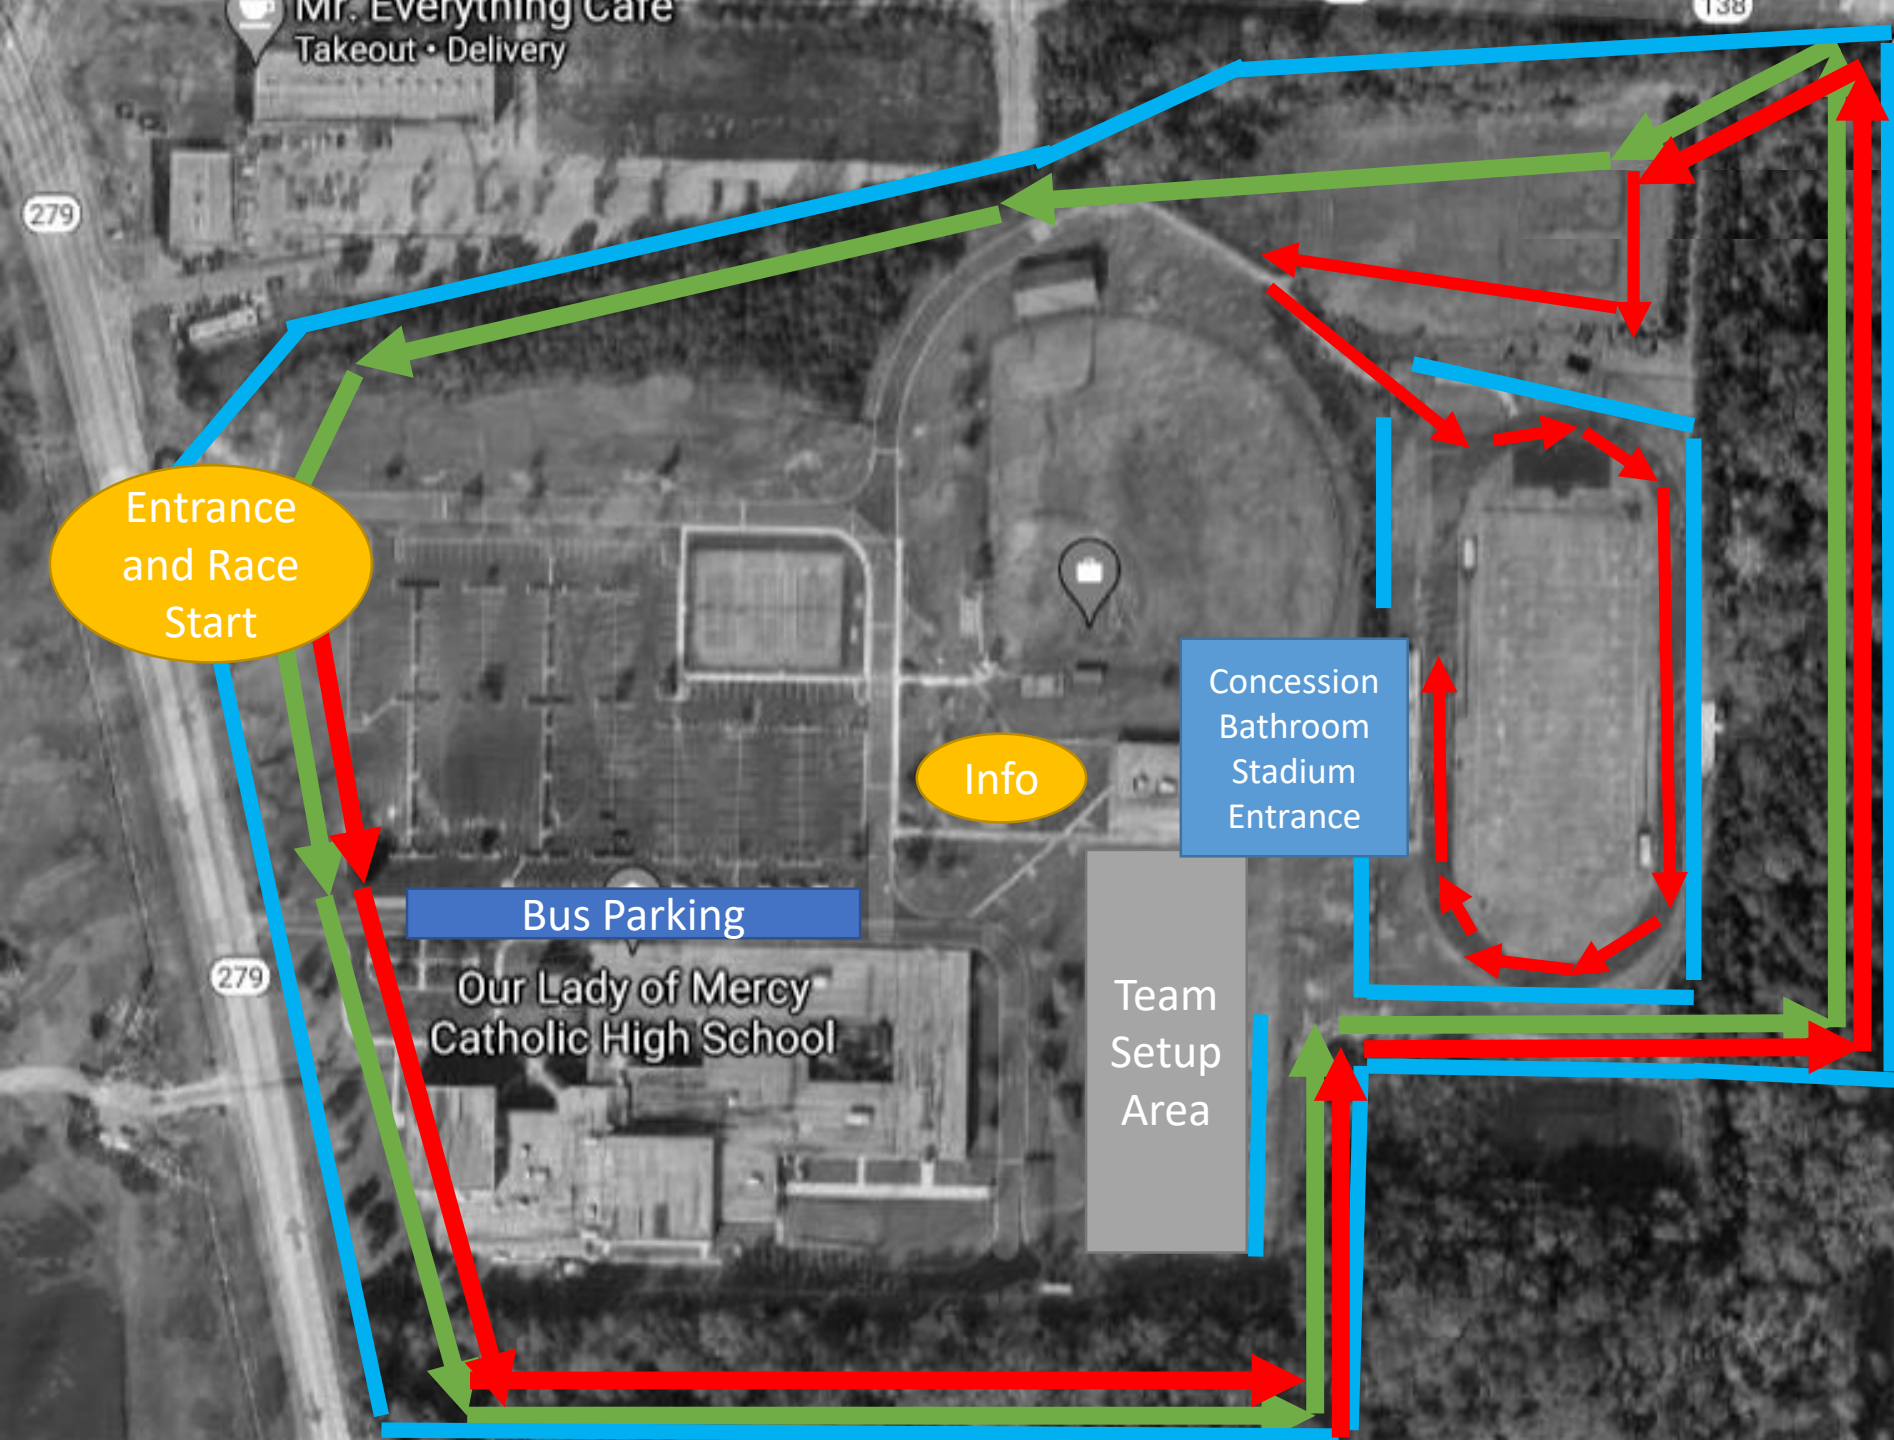 Mr. Everything Cafe
Takeout • Delivery
138
279
Entrance
and Race
Start
Concession
Bathroom
Stadium
Entrance
Info
Bus Parking
279
Our Lady of Mercy
Catholic High School
Team
Setup
Area